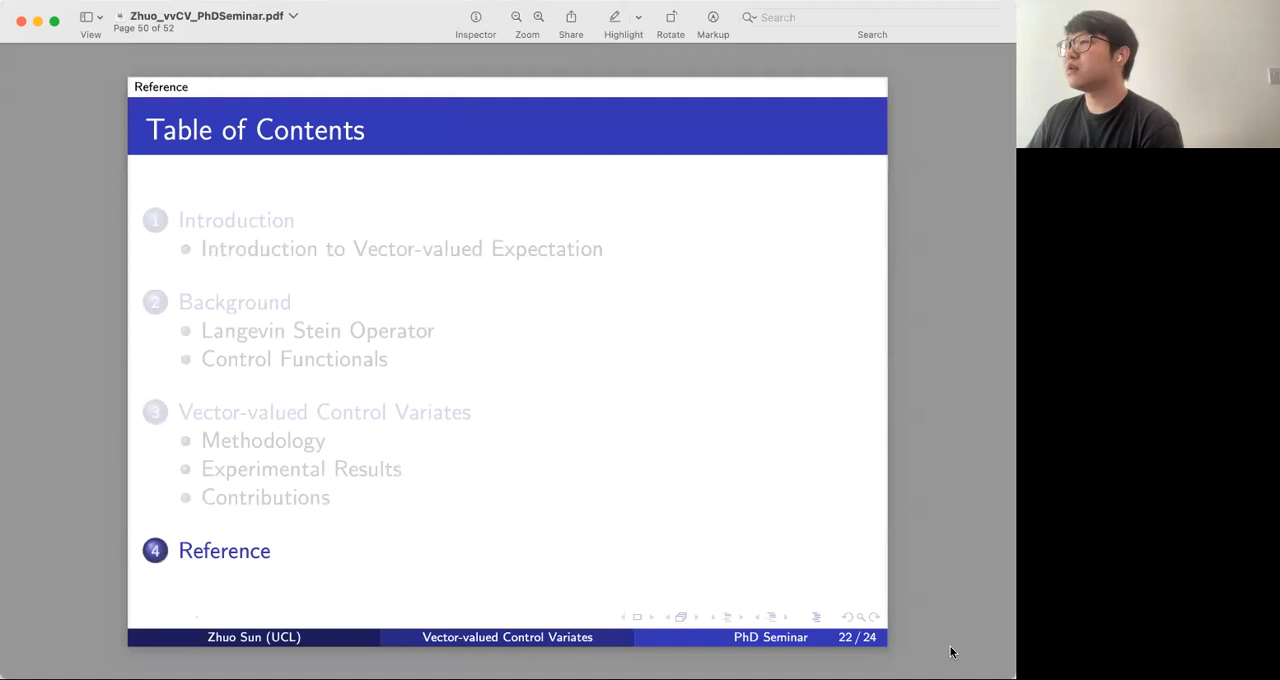 Zhuo_vvCV_PhDSeminar.pdf
Page 50 of 52
View
Inspector
Zoom
Share
Highlight
Rotate
Markup
Search
Search
Reference
Table of Contents
1 Introduction
Introduction to Vector-valued Expectation
2 Background
Langevin Stein Operator
Control Functionals
3 Vector-valued Control Variates
Methodology
Experimental Results
Contributions
4 Reference
Zhuo Sun (UCL)
Vector-valued Control Variates
PhD Seminar
22 / 24